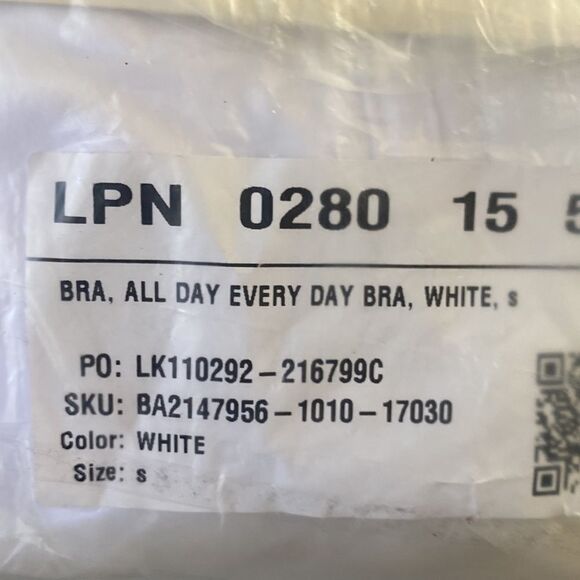 LPN 0280 15 5
BRA, ALL DAY EVERY DAY BRA, WHITE, s
PO: LK110292-216799C
SKU: BA2147956-1010-17030
Color: WHITE
Size: s